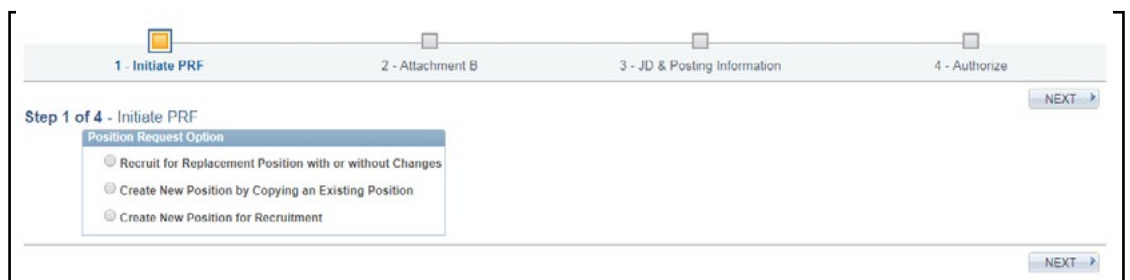 1 - Initiate PRF 2 - Attachment B 3 - JD & Posting Information 4 - Authorize
NEXT
Step 1 of 4 - Initiate PRF
Position Request Option
Recruit for Replacement Position with or without Changes
Create New Position by Copying an Existing Position
Create New Position for Recruitment
NEXT